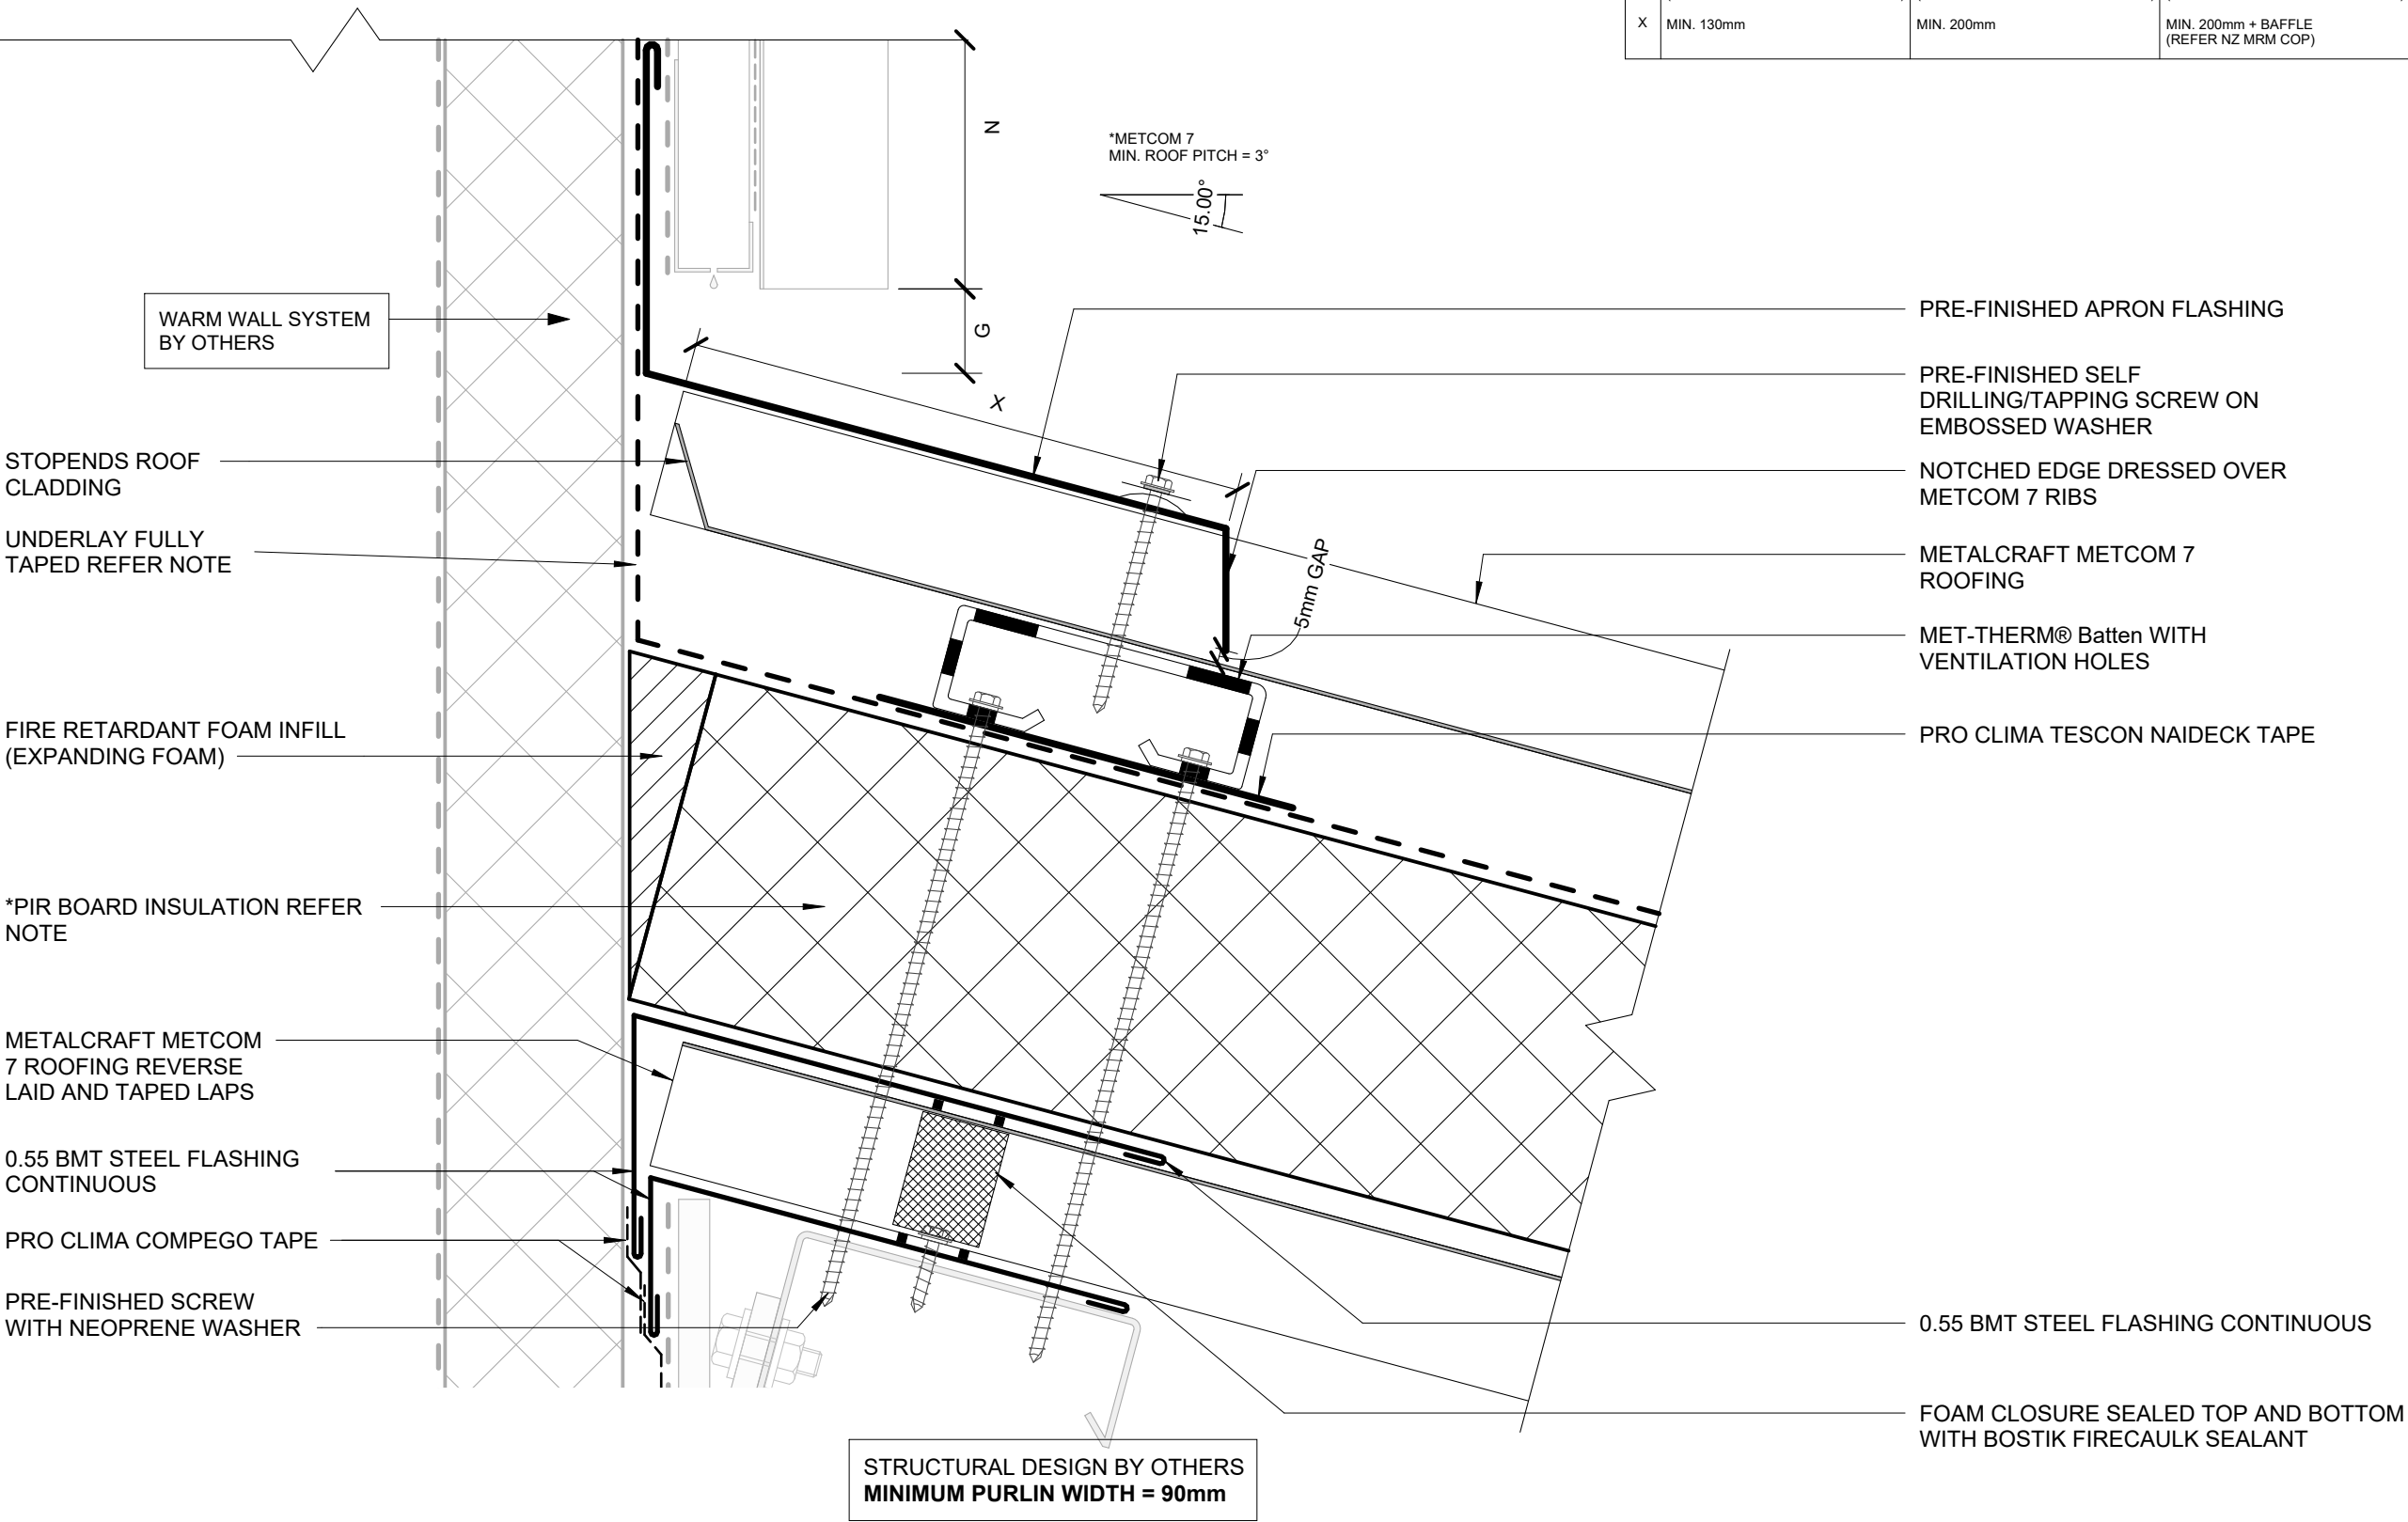 X
MIN. 130mm
MIN. 200mm
MIN. 200mm + BAFFLE
(REFER NZ MRM COP)
N
*METCOM 7
MIN. ROOF PITCH = 3°
15.00°
G
X
WARM WALL SYSTEM
BY OTHERS
STOPENDS ROOF
CLADDING
UNDERLAY FULLY
TAPED REFER NOTE
FIRE RETARDANT FOAM INFILL
(EXPANDING FOAM)
*PIR BOARD INSULATION REFER
NOTE
METALCRAFT METCOM
7 ROOFING REVERSE
LAID AND TAPED LAPS
0.55 BMT STEEL FLASHING
CONTINUOUS
PRO CLIMA COMPEGO TAPE
PRE-FINISHED SCREW
WITH NEOPRENE WASHER
5mm GAP
PRE-FINISHED APRON FLASHING
PRE-FINISHED SELF
DRILLING/TAPPING SCREW ON
EMBOSSED WASHER
NOTCHED EDGE DRESSED OVER
METCOM 7 RIBS
METALCRAFT METCOM 7
ROOFING
MET-THERM® Batten WITH
VENTILATION HOLES
PRO CLIMA TESCON NAIDECK TAPE
0.55 BMT STEEL FLASHING CONTINUOUS
FOAM CLOSURE SEALED TOP AND BOTTOM
WITH BOSTIK FIRECAULK SEALANT
STRUCTURAL DESIGN BY OTHERS
MINIMUM PURLIN WIDTH = 90mm